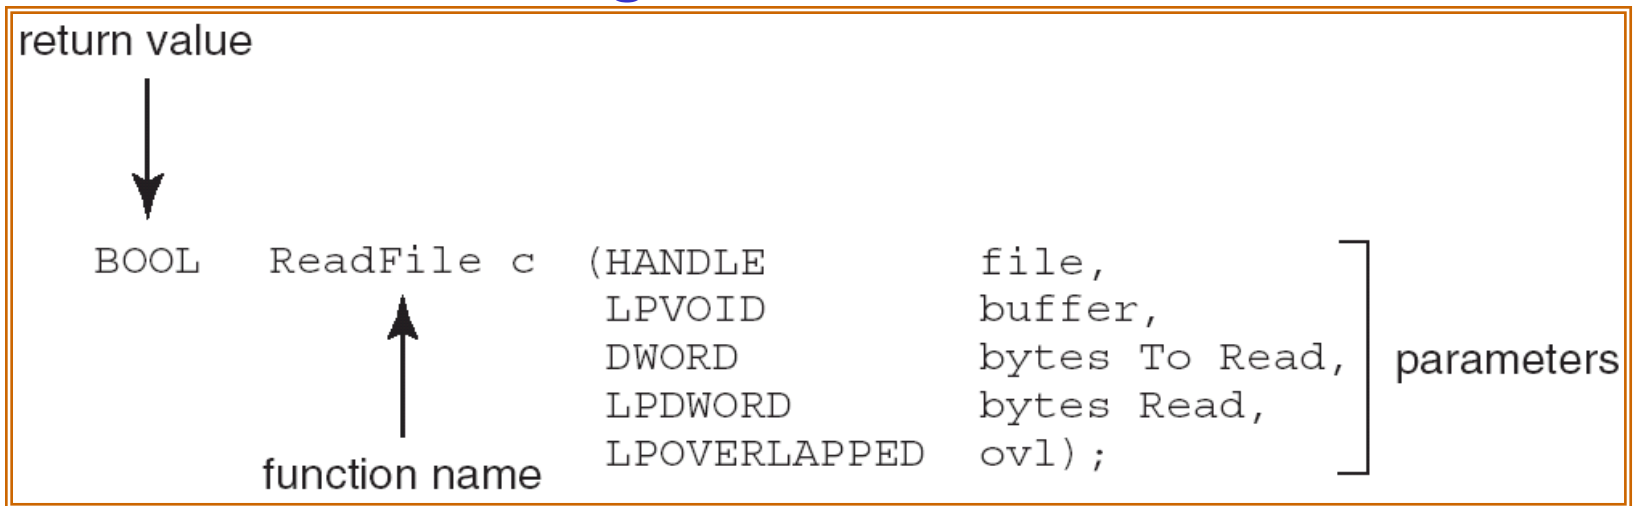 return value
BOOL ReadFile c (HANDLE file,
LPVOID buffer,
DWORD bytes To Read,
LPDWORD bytes Read,
LPOVERLAPPED ovl);
parameters
function name